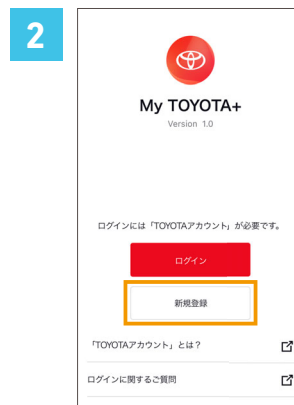 2
My TOYOTA+
Version 1.0
ログインには「TOYOTAアカウント」が必要です。
ログイン
新規登録
「TOYOTAアカウント」とは？
ログインに関するご質問